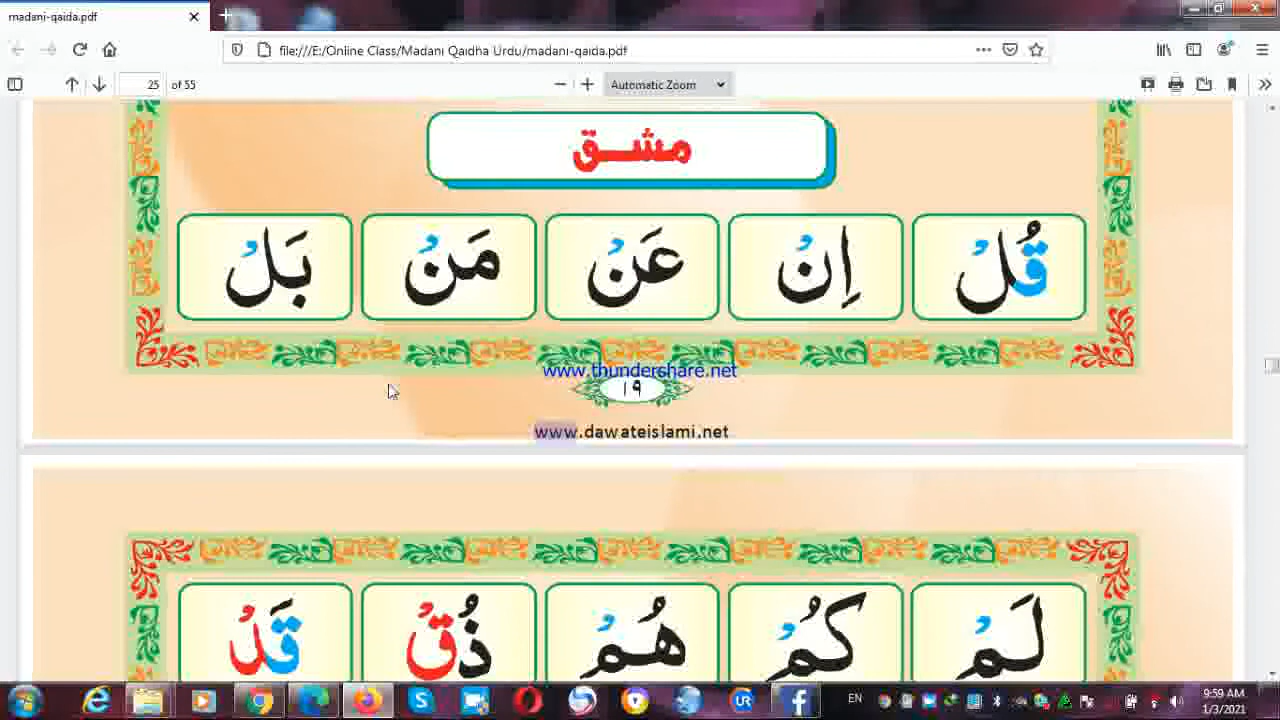 madani-qaida.pdf
file:///E:/Online Class/Madani Qaidha Urdu/madani-qaida.pdf
25 of 55 Automatic Zoom
مشق
قُلْ اِنْ عَنْ مَنْ بَلْ
www.thundershare.net
١٩
www.dawateislami.net
لَمْ كُمْ هُمْ ذُقْ قَدْ
EN 9:59 AM
1/3/2021